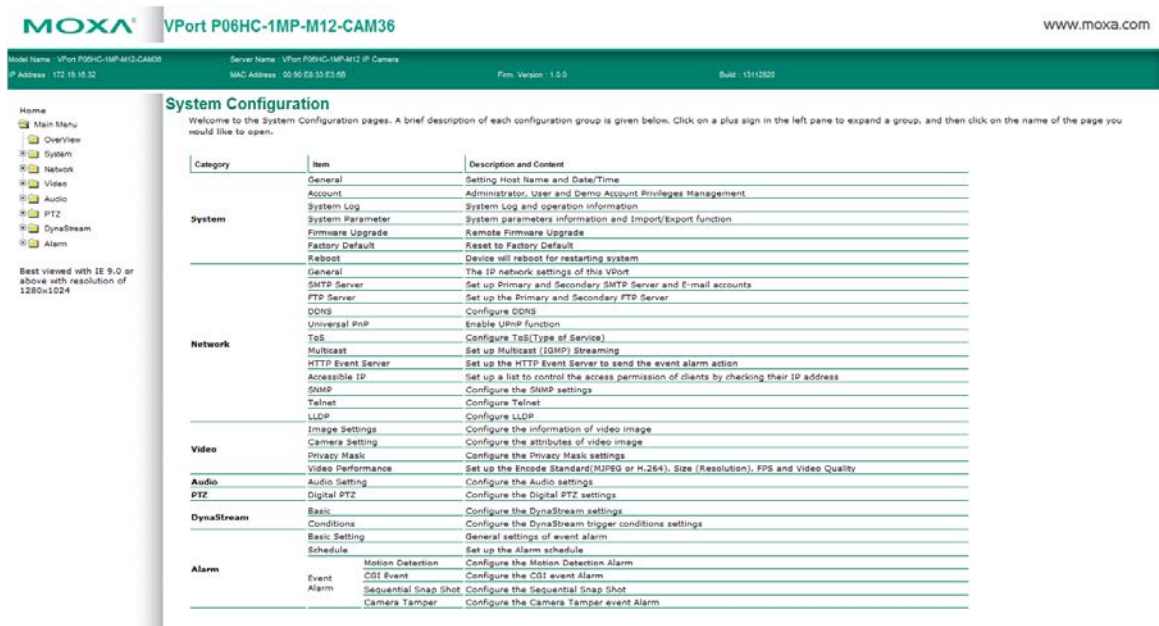 MOXA®
VPort P06HC-1MP-M12-CAM36
www.moxa.com
Model Name : VPort P06HC-1MP-M12-CAM36
Server Name : VPort P06HC-1MP-M12 IP Camera
IP Address : 172.19.16.32
MAC Address : 00:90:E8:33:E3:6B
Firm. Version : 1.0.0
Build : 13112820
Home
Main Menu
OverView
System
Network
Video
Audio
PTZ
DynaStream
Alarm
Best viewed with IE 9.0 or
above with resolution of
1280x1024
System Configuration
Welcome to the System Configuration pages. A brief description of each configuration group is given below. Click on a plus sign in the left pane to expand a group, and then click on the name of the page you
would like to open.
Category Item Description and Content
System
General Setting Host Name and Date/Time
Account Administrator, User and Demo Account Privileges Management
System Log System Log and operation information
System Parameter System parameters information and Import/Export function
Firmware Upgrade Remote Firmware Upgrade
Factory Default Reset to Factory Default
Reboot Device will reboot for restarting system
Network
General The IP network settings of this VPort
SMTP Server Set up Primary and Secondary SMTP Server and E-mail accounts
FTP Server Set up the Primary and Secondary FTP Server
DDNS Configure DDNS
Universal PnP Enable UPnP function
ToS Configure ToS(Type of Service)
Multicast Set up Multicast (IGMP) Streaming
HTTP Event Server Set up the HTTP Event Server to send the event alarm action
Accessible IP Set up a list to control the access permission of clients by checking their IP address
SNMP Configure the SNMP settings
Telnet Configure Telnet
LLDP Configure LLDP
Video
Image Settings Configure the information of video image
Camera Setting Configure the attributes of video image
Privacy Mask Configure the Privacy Mask settings
Video Performance Set up the Encode Standard(MJPEG or H.264), Size (Resolution), FPS and Video Quality
Audio Audio Setting Configure the Audio settings
PTZ Digital PTZ Configure the Digital PTZ settings
DynaStream
Basic Configure the DynaStream settings
Conditions Configure the DynaStream trigger conditions settings
Alarm
Basic Setting General settings of event alarm
Schedule Set up the Alarm schedule
Event
Alarm
Motion Detection Configure the Motion Detection Alarm
CGI Event Configure the CGI event Alarm
Sequential Snap Shot Configure the Sequential Snap Shot
Camera Tamper Configure the Camera Tamper event Alarm